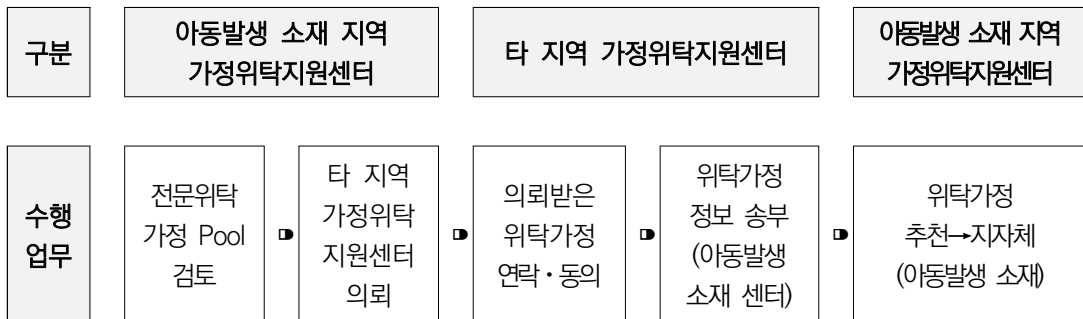 구분
아동발생 소재 지역
가정위탁지원센터
타 지역 가정위탁지원센터
아동발생 소재 지역
가정위탁지원센터
수행
업무
전문위탁
가정 Pool
검토
타 지역
가정위탁
지원센터
의뢰
의뢰받은
위탁가정
연락·동의
위탁가정
정보 송부
(아동발생
소재 센터)
위탁가정
추천→지자체
(아동발생 소재)